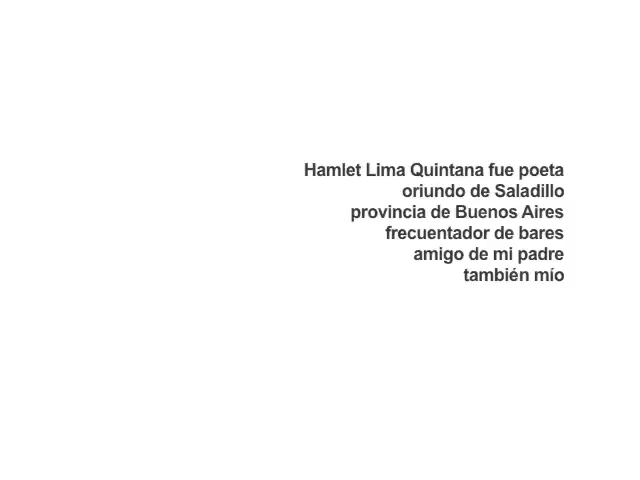 Hamlet Lima Quintana fue poeta
oriundo de Saladillo
provincia de Buenos Aires
frecuentador de bares
amigo de mi padre
también mío